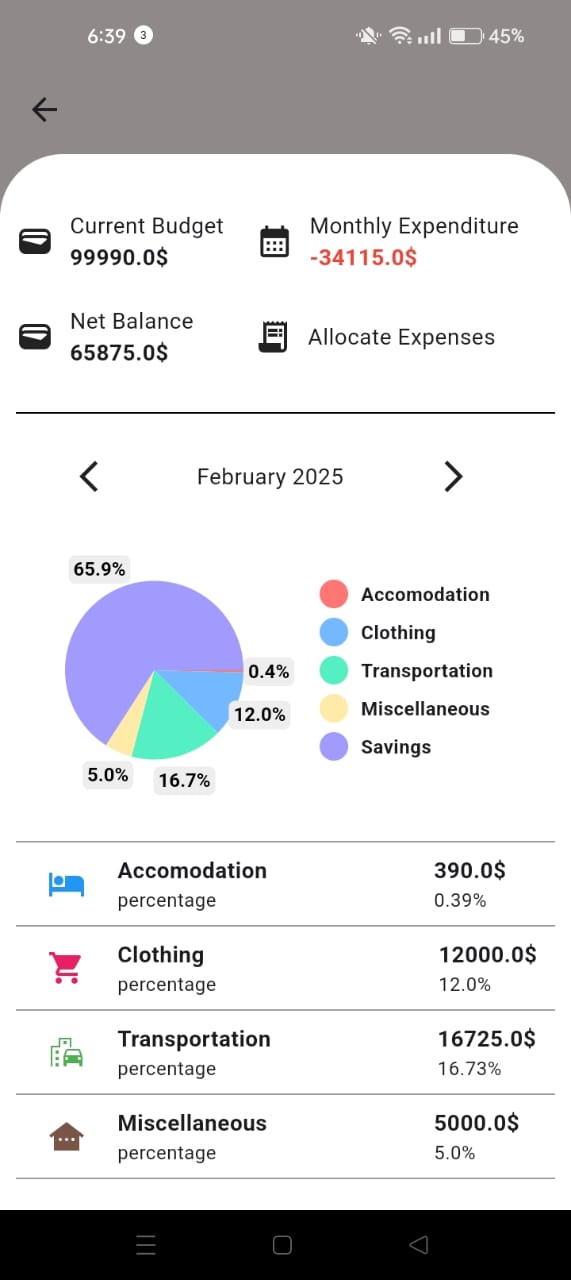 6:39 3 45%
Current Budget
99990.0$
Monthly Expenditure
-34115.0$
Net Balance
65875.0$
Allocate Expenses
February 2025
65.9%
0.4%
12.0%
5.0%
16.7%
Accomodation
Clothing
Transportation
Miscellaneous
Savings
Accomodation 390.0$
percentage 0.39%
Clothing 12000.0$
percentage 12.0%
Transportation 16725.0$
percentage 16.73%
Miscellaneous 5000.0$
percentage 5.0%